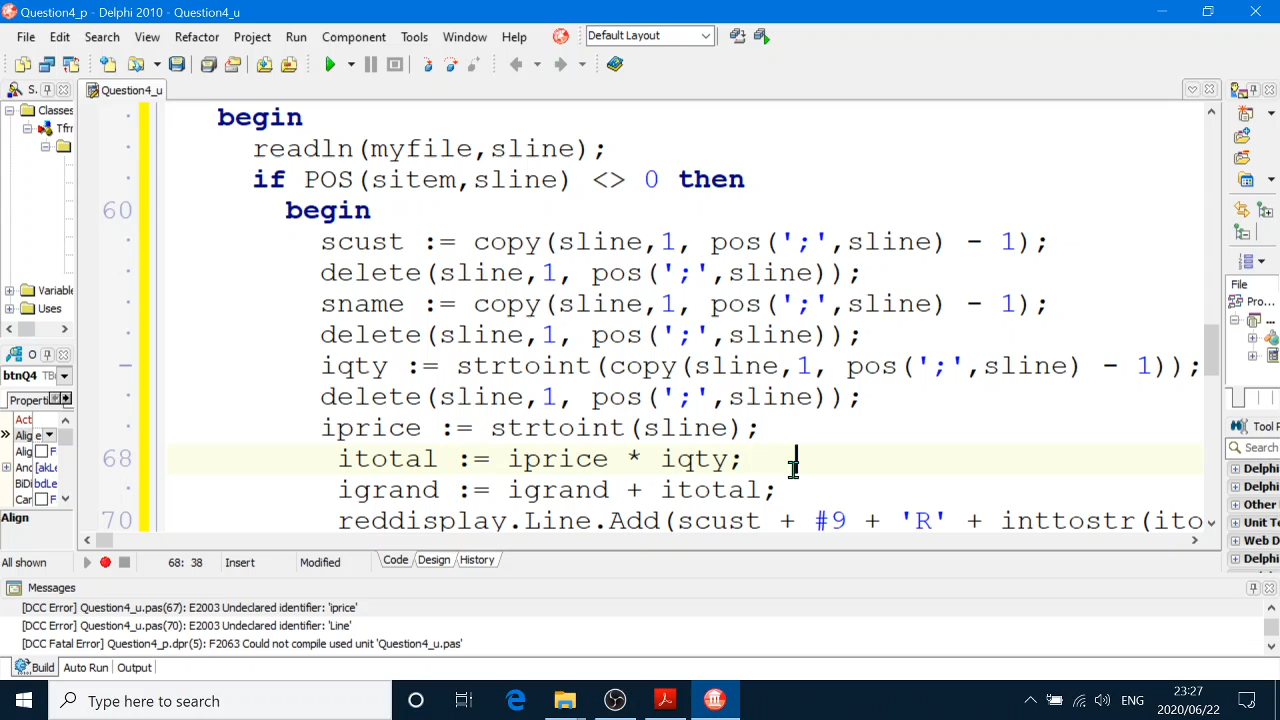 Question4_p - Delphi 2010 - Question4_u
File Edit Search View Refactor Project Run Component Tools Window Help Default Layout
S. Question4_u
Classes
Tfr
Variable
Uses
O
btnQ4 TB
Properti
Act
Alig e
Alig F
And [akLe
BiDi bdLe
Car F
Align
All shown
begin
readln(myfile,sline);
if POS(sitem,sline) <> 0 then
60 begin
scust := copy(sline,1, pos(';',sline) - 1);
delete(sline,1, pos(';',sline));
sname := copy(sline,1, pos(';',sline) - 1);
delete(sline,1, pos(';',sline));
iqty := strtoint(copy(sline,1, pos(';',sline) - 1));
delete(sline,1, pos(';',sline));
iprice := strtoint(sline);
68 itotal := iprice * iqty;
igrand := igrand + itotal;
70 reddisplay.Line.Add(scust + #9 + 'R' + inttostr(ito
68: 38 Insert Modified Code Design History
File
Pro...
...
Tool F
Search
Delph
Delph
Other
Unit T
Web D
Delph
Messages
[DCC Error] Question4_u.pas(67): E2003 Undeclared identifier: 'iprice'
[DCC Error] Question4_u.pas(70): E2003 Undeclared identifier: 'Line'
[DCC Fatal Error] Question4_p.dpr(5): F2063 Could not compile used unit 'Question4_u.pas'
Build Auto Run Output
Type here to search
ENG
23:27
2020/06/22